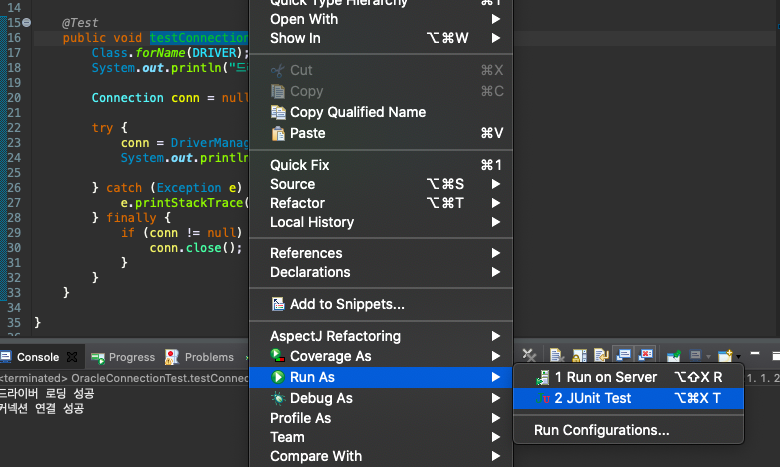 14
15 @Test
16 public void testConnection
17 Class.forName(DRIVER);
18 System.out.println("드
19
20 Connection conn = null
21
22 try {
23 conn = DriverManag
24 System.out.println
25
26 } catch (Exception e)
27 e.printStackTrace(
28 } finally {
29 if (conn != null)
30 conn.close();
31 }
32 }
33 }
34
35 }
Quick Type Hierarchy ⌘T
Open With
Show In ⌥⌘W
Cut ⌘X
Copy ⌘C
Copy Qualified Name
Paste ⌘V
Quick Fix ⌘1
Source ⌥⌘S
Refactor ⌥⌘T
Local History
References
Declarations
Add to Snippets...
AspectJ Refactoring
Coverage As
Run As
Debug As
Profile As
Team
Compare With
1 Run on Server ⌥⇧X R
2 JUnit Test ⌥⌘X T
Run Configurations...
Console Progress Problems
<terminated> OracleConnectionTest.testConnec
1. 1. 2
드라이버 로딩 성공
커넥션 연결 성공